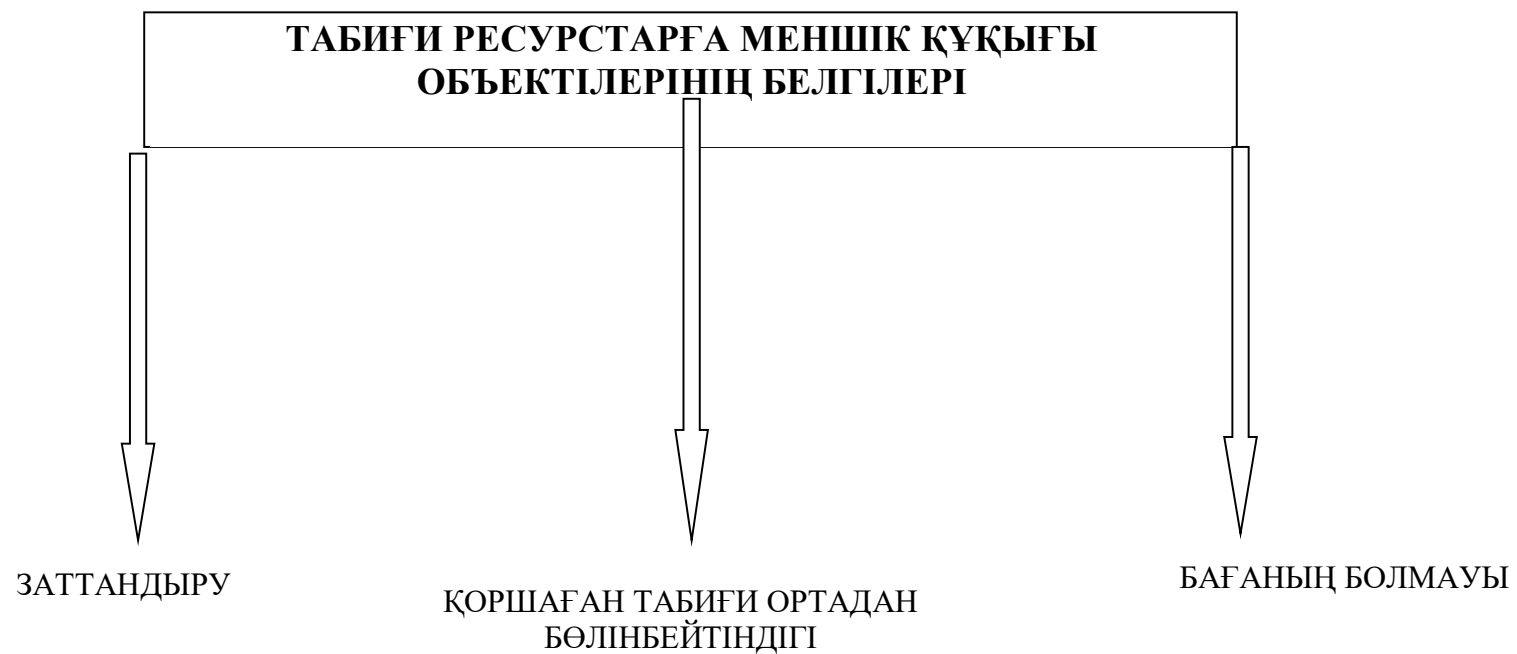 ТАБИҒИ РЕСУРСТАРҒА МЕНШІК ҚҰҚЫҒЫ
ОБЪЕКТІЛЕРІНІҢ БЕЛГІЛЕРІ
ЗАТТАНДЫРУ
ҚОРШАҒАН ТАБИҒИ ОРТАДАН
БӨЛІНБЕЙТІНДІГІ
БАҒАНЫҢ БОЛМАУЫ